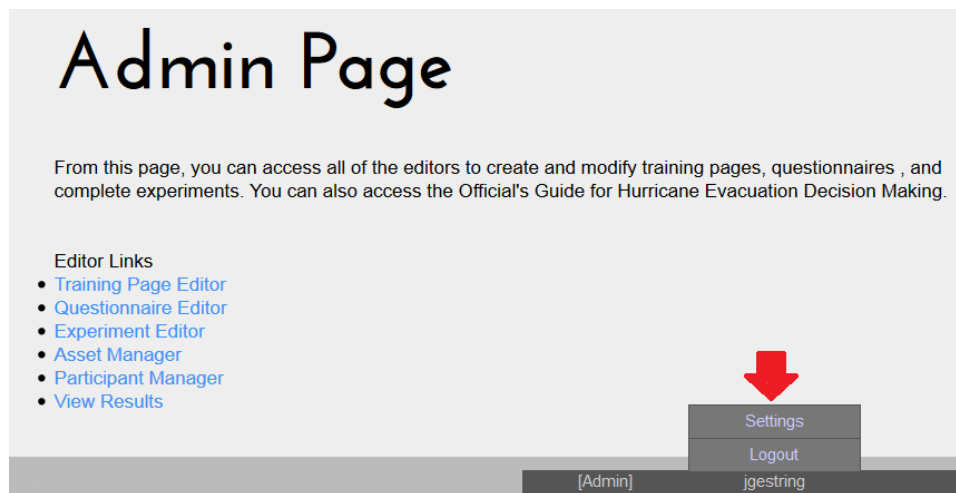 Admin Page
From this page, you can access all of the editors to create and modify training pages, questionnaires , and
complete experiments. You can also access the Official's Guide for Hurricane Evacuation Decision Making.
Editor Links
Training Page Editor
Questionnaire Editor
Experiment Editor
Asset Manager
Participant Manager
View Results
Settings
Logout
[Admin] jgestring